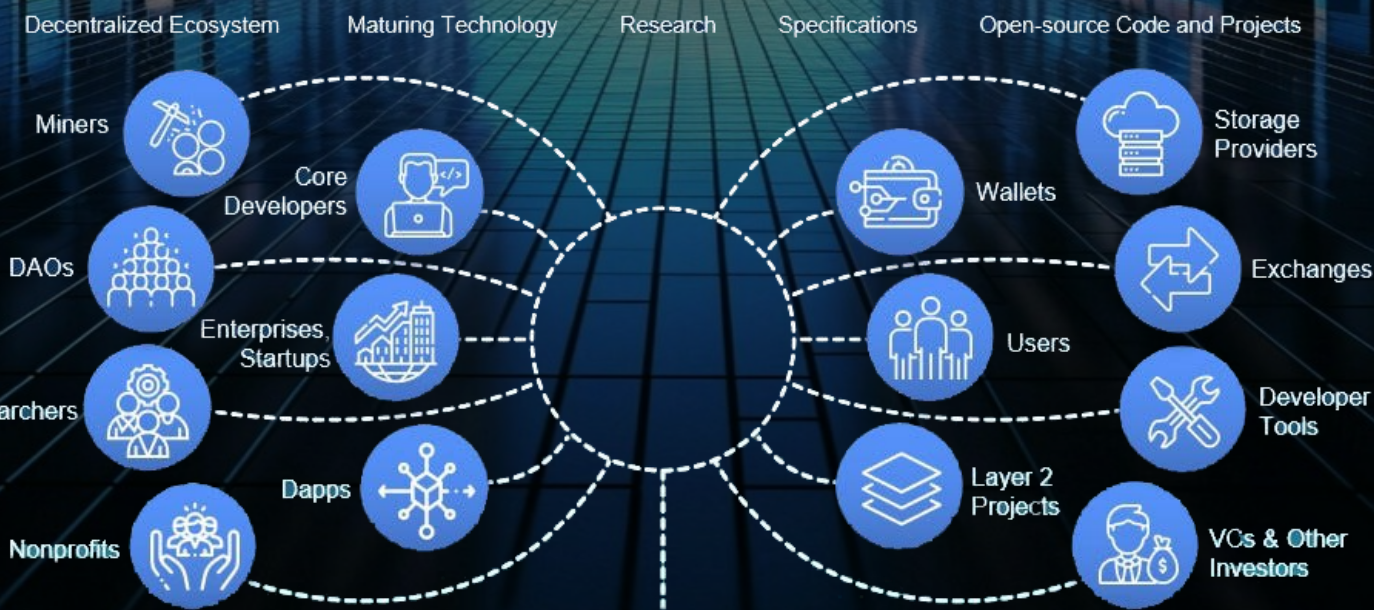 Decentralized Ecosystem
Maturing Technology
Research
Specifications
Open-source Code and Projects
Miners
Core
Developers
DAOs
Enterprises,
Startups
archers
Dapps
Nonprofits
Storage
Providers
Wallets
Exchanges
Users
Developer
Tools
Layer 2
Projects
VCs & Other
Investors